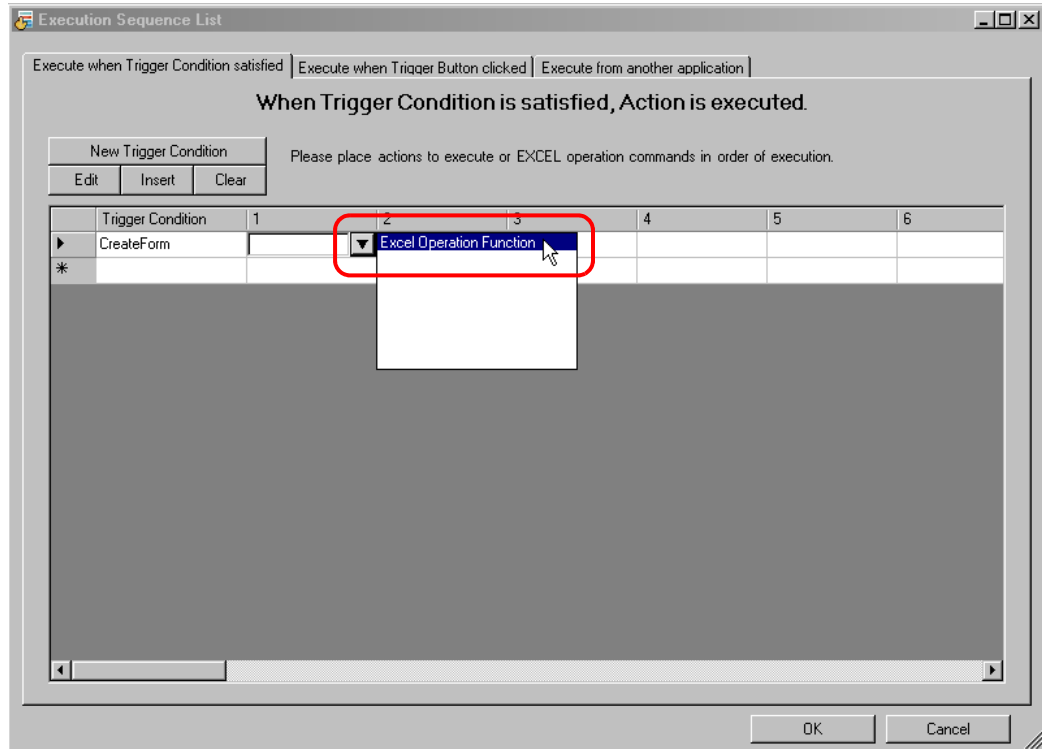 Execution Sequence List
Execute when Trigger Condition satisfied Execute when Trigger Button clicked Execute from another application
When Trigger Condition is satisfied, Action is executed.
New Trigger Condition
Please place actions to execute or EXCEL operation commands in order of execution.
Edit Insert Clear
Trigger Condition 1 2 3 4 5 6
CreateForm Excel Operation Function
OK Cancel